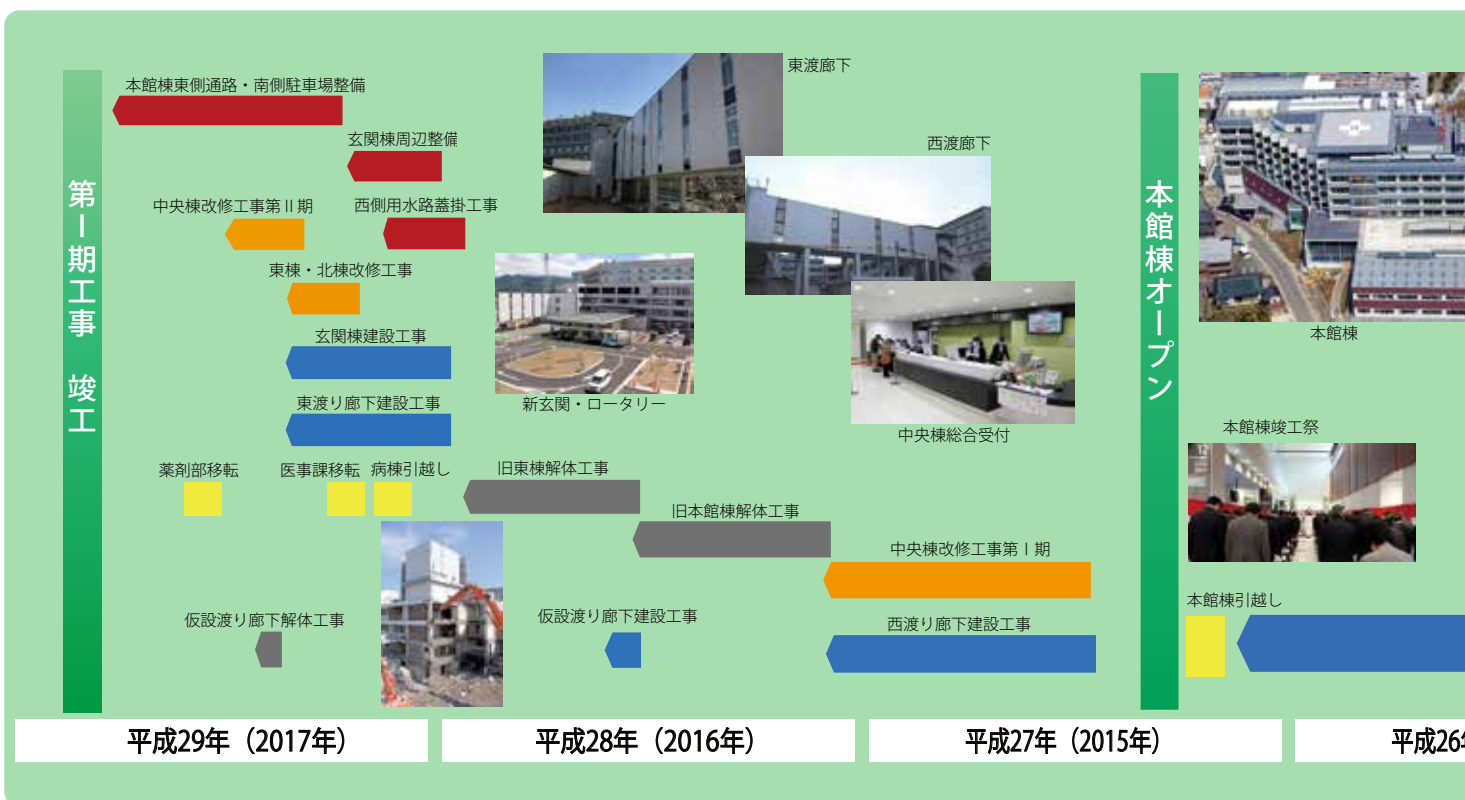 東渡廊下
本館棟東側通路・南側駐車場整備
玄関棟周辺整備
西渡廊下
第Ⅰ期工事 竣工
本館棟オープン
中央棟改修工事第Ⅱ期
西側用水路蓋掛工事
東棟・北棟改修工事
玄関棟建設工事
本館棟
東渡り廊下建設工事
新玄関・ロータリー
中央棟総合受付
本館棟竣工祭
薬剤部移転
医事課移転
病棟引越し
旧東棟解体工事
旧本館棟解体工事
中央棟改修工事第Ⅰ期
本館棟引越し
仮設渡り廊下解体工事
仮設渡り廊下建設工事
西渡り廊下建設工事
平成29年（2017年）
平成28年（2016年）
平成27年（2015年）
平成26